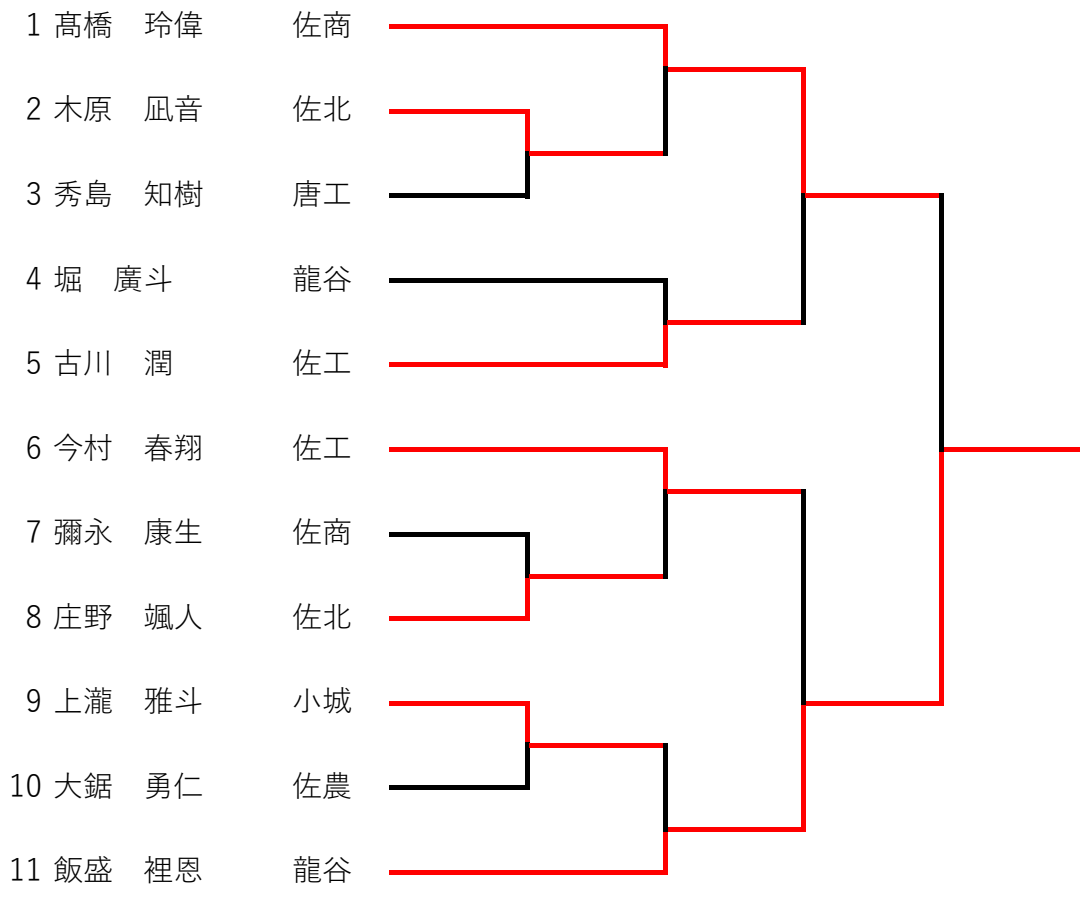 1 髙橋　玲偉 佐商
2 木原　凪音 佐北
3 秀島　知樹 唐工
4 堀　廣斗 龍谷
5 古川　潤 佐工
6 今村　春翔 佐工
7 彌永　康生 佐商
8 庄野　颯人 佐北
9 上瀧　雅斗 小城
10 大鋸　勇仁 佐農
11 飯盛　裡恩 龍谷